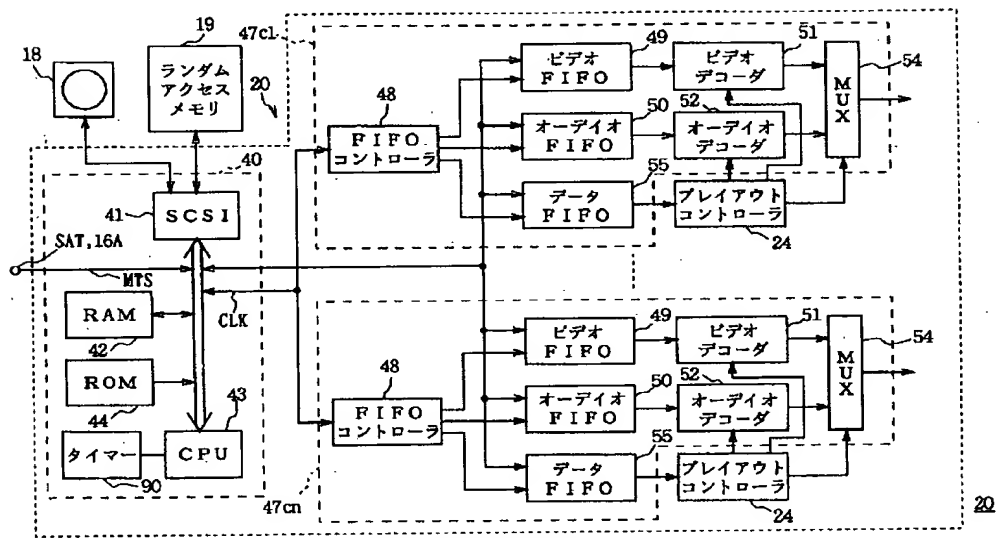 18
19
ランダム
アクセス
メモリ
20
40
41
SCSI
SAT,16A
MTS
CLK
RAM
42
ROM
44
43
タイマー
90
CPU
47c1
48
FIFO
コントローラ
49
ビデオ
FIFO
51
ビデオ
デコーダ
54
MUX
50
オーデイオ
FIFO
52
オーデイオ
デコーダ
55
データ
FIFO
プレイアウト
コントローラ
24
47cn
48
FIFO
コントローラ
49
ビデオ
FIFO
51
ビデオ
デコーダ
54
MUX
50
オーデイオ
FIFO
52
オーデイオ
デコーダ
55
データ
FIFO
プレイアウト
コントローラ
24
20